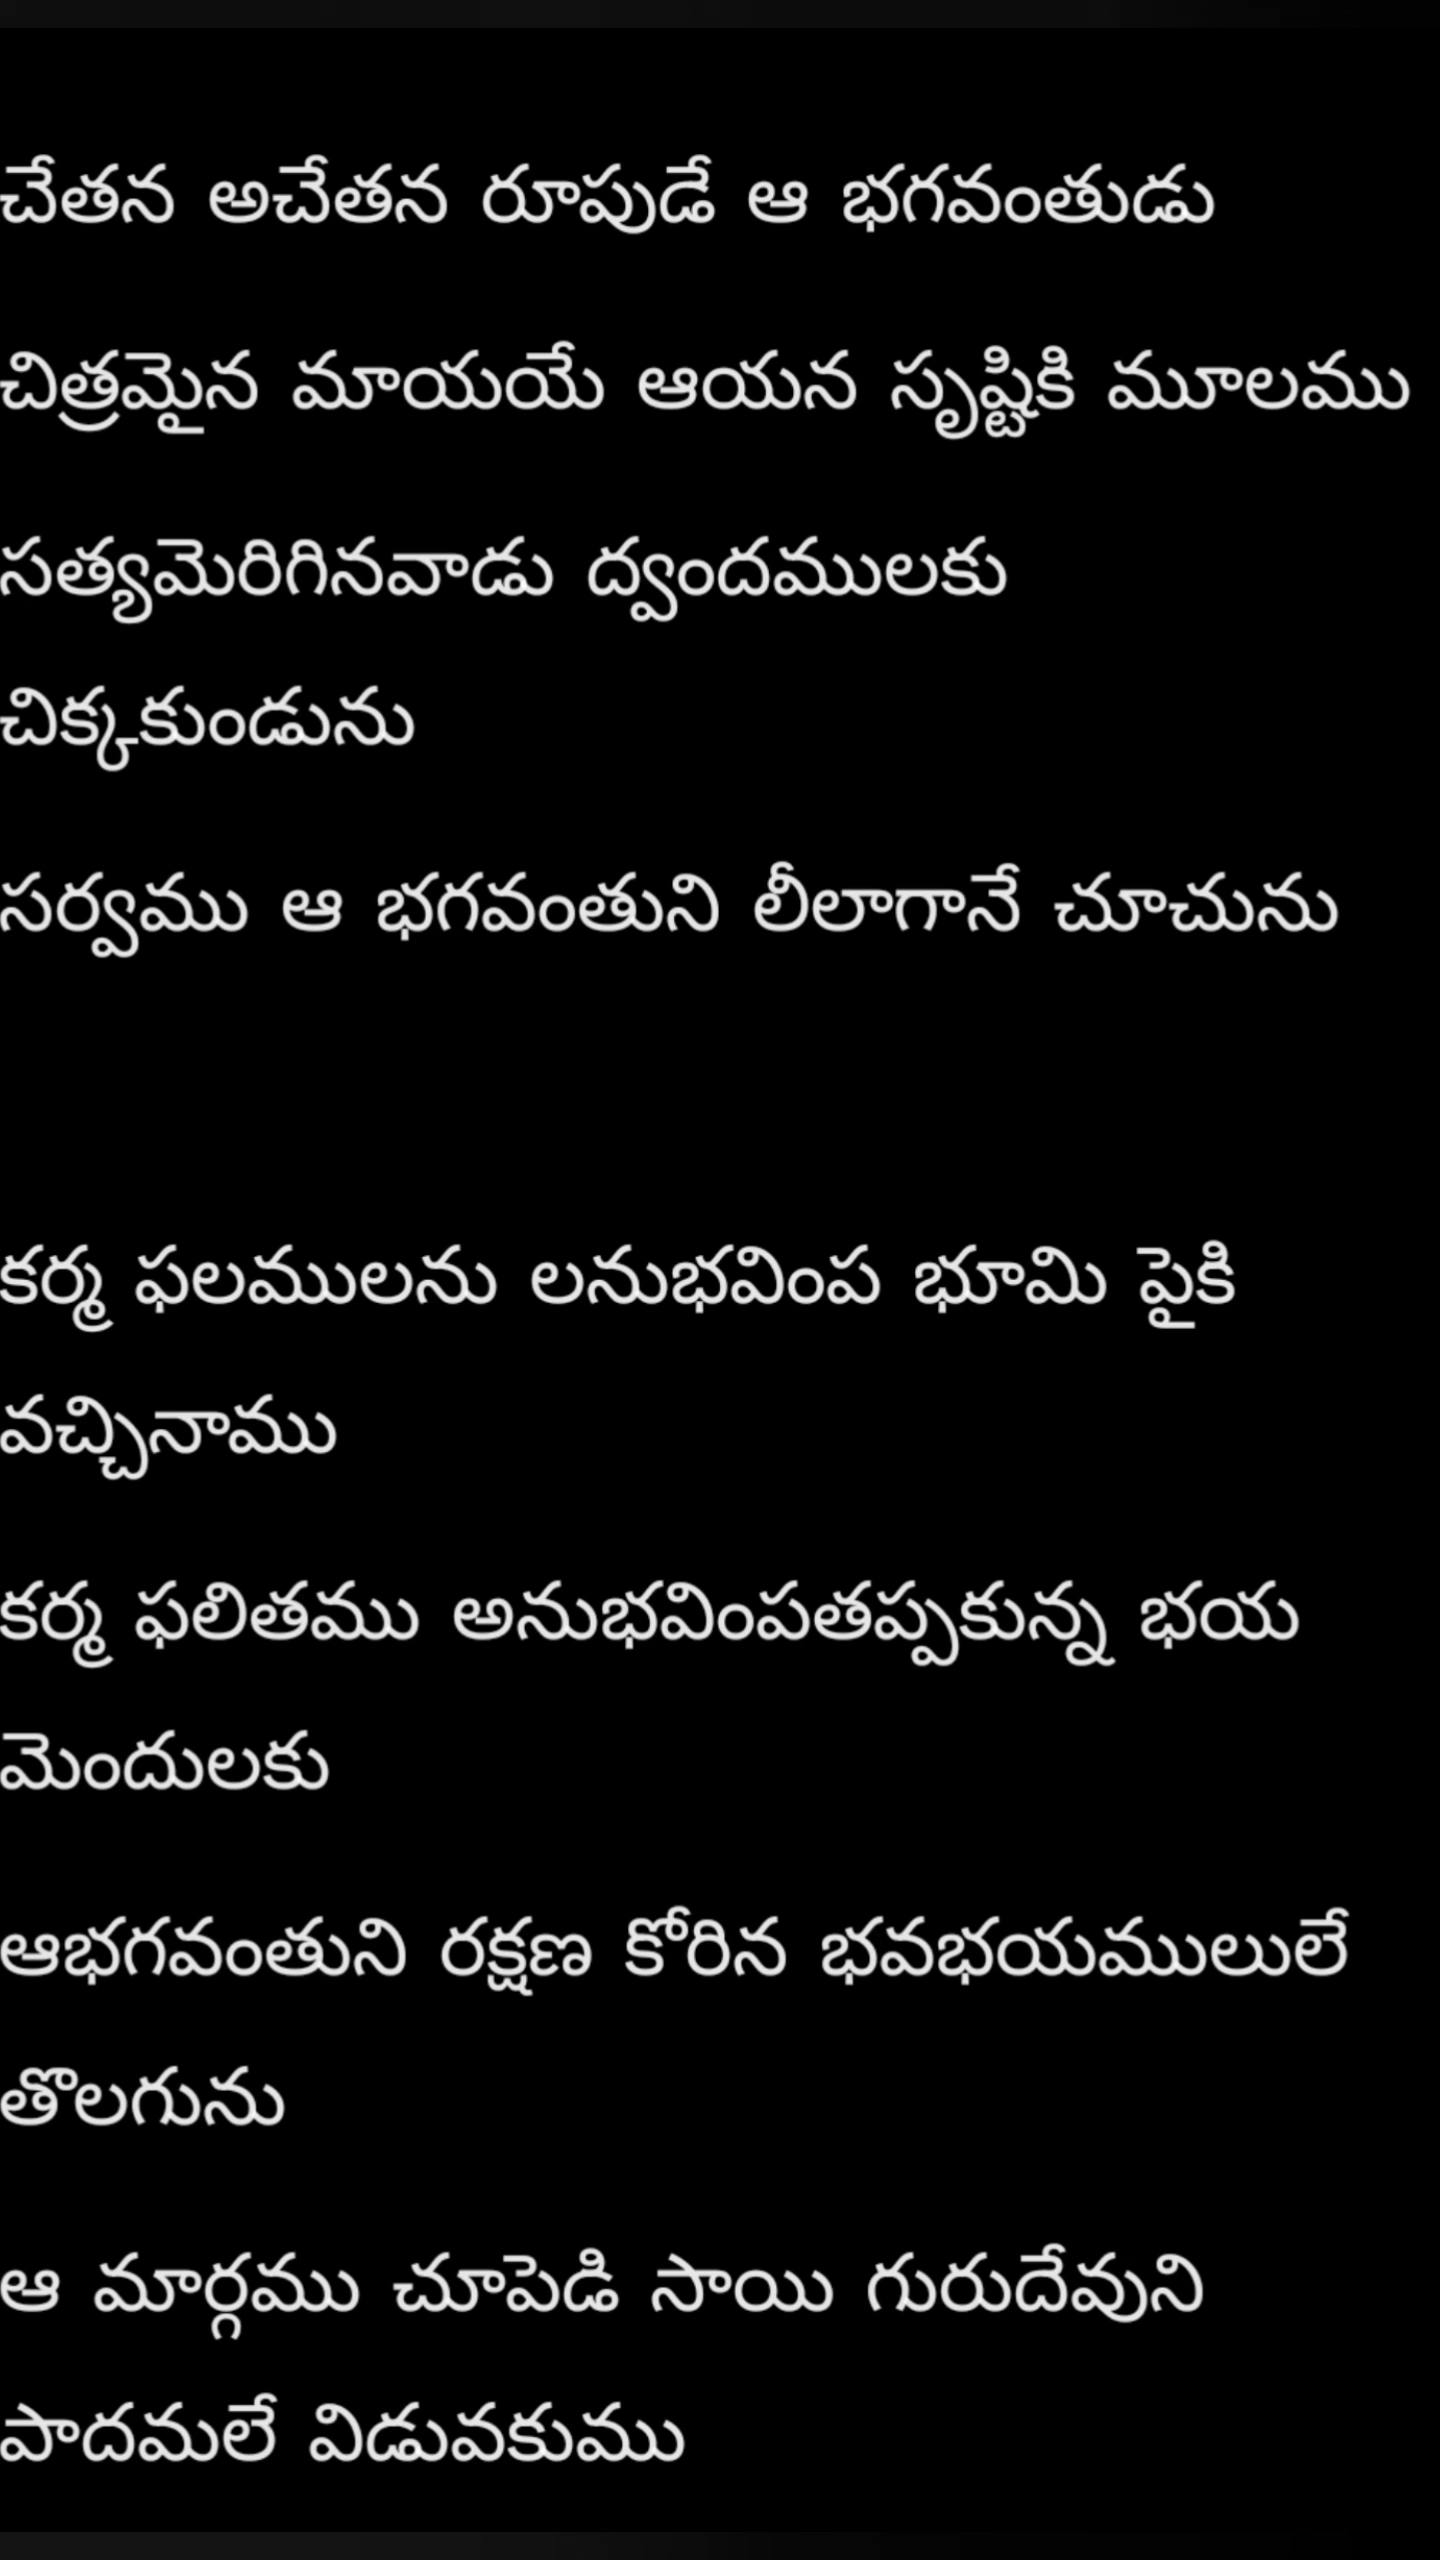 చేతన అచేతన రూపుడే ఆ భగవంతుడు
చిత్రమైన మాయయే ఆయన సృష్టికి మూలము
సత్యమెరిగినవాడు ద్వందములకు
చిక్కకుండును
సర్వము ఆ భగవంతుని లీలాగానే చూచును
కర్మ ఫలములను లనుభవింప భూమి పైకి
వచ్చినాము
కర్మ ఫలితము అనుభవింపతప్పకున్న భయ
మెందులకు
ఆభగవంతుని రక్షణ కోరిన భవభయములులే
తొలగును
ఆ మార్గము చూపెడి సాయి గురుదేవుని
పాదమలే విడువకుము